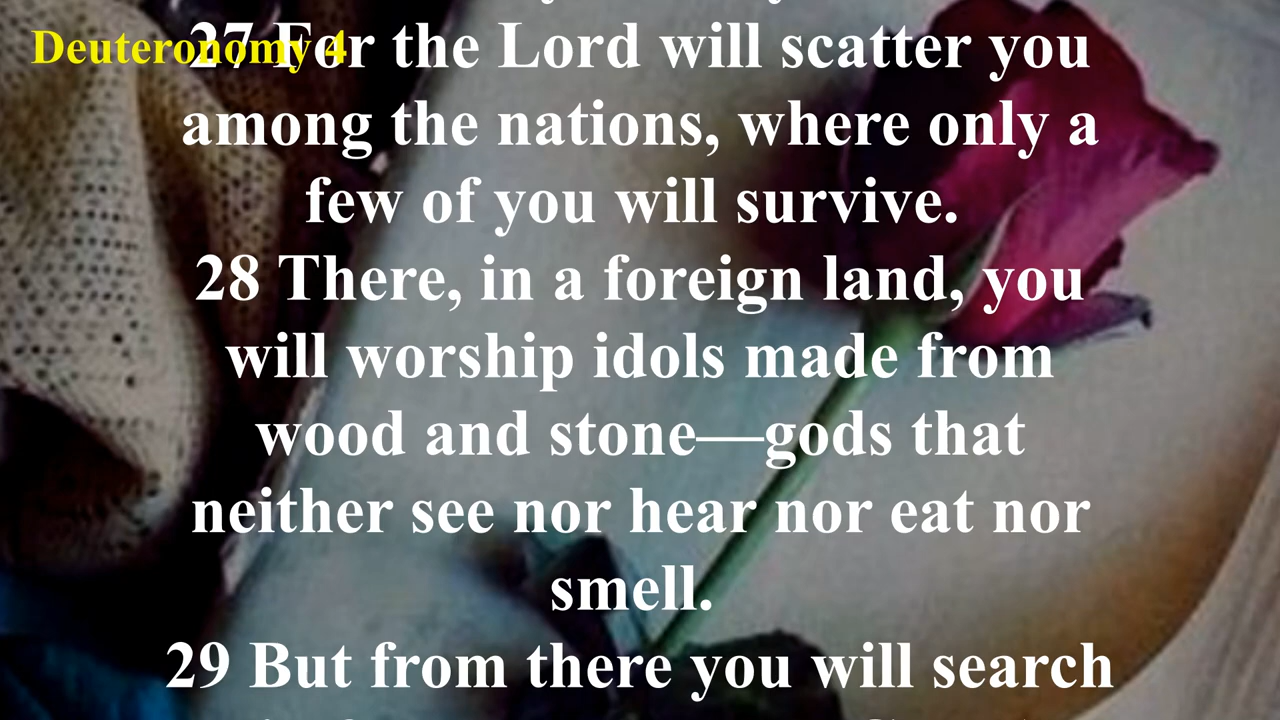 Deuteronomy 4
27 For the Lord will scatter you
among the nations, where only a
few of you will survive.
28 There, in a foreign land, you
will worship idols made from
wood and stone—gods that
neither see nor hear nor eat nor
smell.
29 But from there you will search